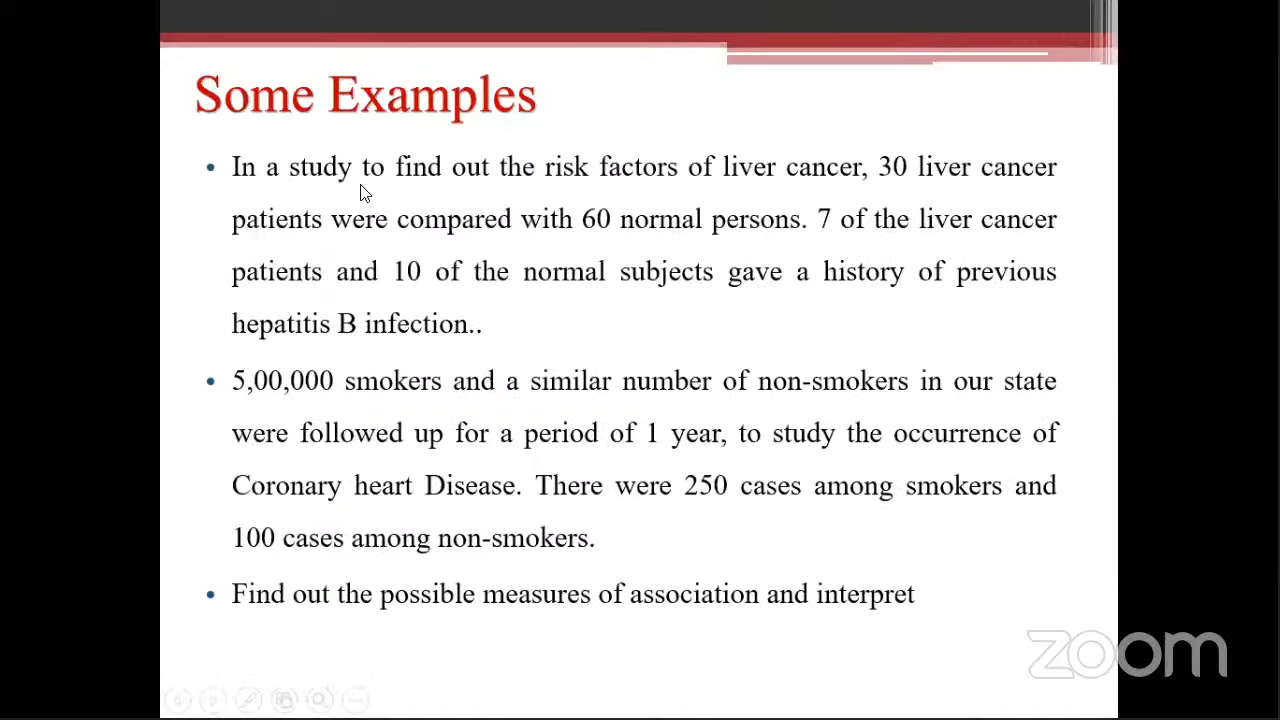 Some Examples
• In a study to find out the risk factors of liver cancer, 30 liver cancer
patients were compared with 60 normal persons. 7 of the liver cancer
patients and 10 of the normal subjects gave a history of previous
hepatitis B infection..
• 5,00,000 smokers and a similar number of non-smokers in our state
were followed up for a period of 1 year, to study the occurrence of
Coronary heart Disease. There were 250 cases among smokers and
100 cases among non-smokers.
• Find out the possible measures of association and interpret
zoom